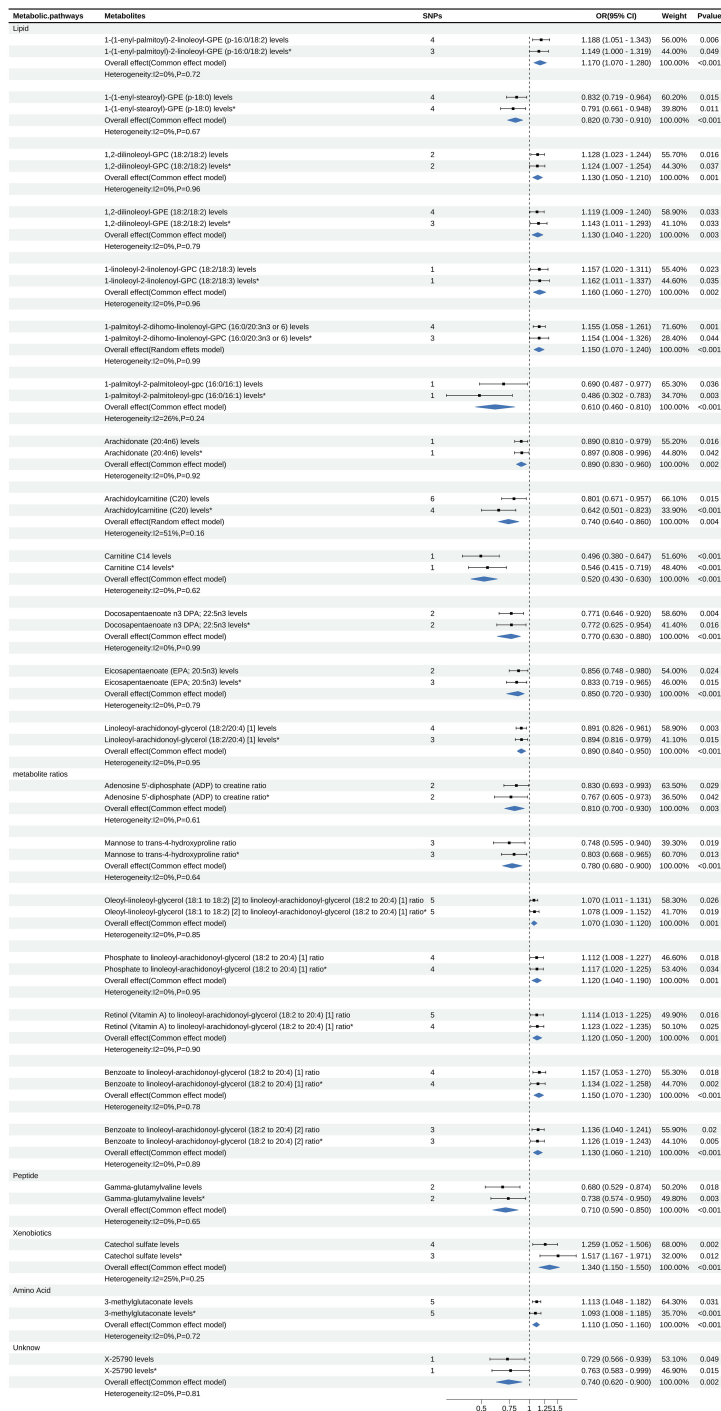 Metabolic.pathways Metabolites SNPs OR(95% CI) Weight Pvalue
Lipid
1-(1-enyl-palmitoyl)-2-linoleoyl-GPE (p-16:0/18:2) levels 4 1.188 (1.051 - 1.343) 56.00% 0.006
1-(1-enyl-palmitoyl)-2-linoleoyl-GPE (p-16:0/18:2) levels* 3 1.149 (1.000 - 1.319) 44.00% 0.049
Overall effect(Common effect model) 1.170 (1.070 - 1.280) 100.00% <0.001
Heterogeneity:I2=0%,P=0.72
1-(1-enyl-stearoyl)-GPE (p-18:0) levels 4 0.832 (0.719 - 0.964) 60.20% 0.015
1-(1-enyl-stearoyl)-GPE (p-18:0) levels* 4 0.791 (0.661 - 0.948) 39.80% 0.011
Overall effect(Common effect model) 0.820 (0.730 - 0.910) 100.00% <0.001
Heterogeneity:I2=0%,P=0.67
1,2-dilinoleoyl-GPC (18:2/18:2) levels 2 1.128 (1.023 - 1.244) 55.70% 0.016
1,2-dilinoleoyl-GPC (18:2/18:2) levels* 2 1.124 (1.007 - 1.254) 44.30% 0.037
Overall effect(Common effect model) 1.130 (1.050 - 1.210) 100.00% 0.001
Heterogeneity:I2=0%,P=0.96
1,2-dilinoleoyl-GPE (18:2/18:2) levels 4 1.119 (1.009 - 1.240) 58.90% 0.033
1,2-dilinoleoyl-GPE (18:2/18:2) levels* 3 1.143 (1.011 - 1.293) 41.10% 0.033
Overall effect(Common effect model) 1.130 (1.040 - 1.220) 100.00% 0.003
Heterogeneity:I2=0%,P=0.79
1-linoleoyl-2-linolenoyl-GPC (18:2/18:3) levels 1 1.157 (1.020 - 1.311) 55.40% 0.023
1-linoleoyl-2-linolenoyl-GPC (18:2/18:3) levels* 1 1.162 (1.011 - 1.337) 44.60% 0.035
Overall effect(Common effect model) 1.160 (1.060 - 1.270) 100.00% 0.002
Heterogeneity:I2=0%,P=0.96
1-palmitoyl-2-dihomo-linolenoyl-GPC (16:0/20:3n3 or 6) levels 4 1.155 (1.058 - 1.261) 71.60% 0.001
1-palmitoyl-2-dihomo-linolenoyl-GPC (16:0/20:3n3 or 6) levels* 3 1.154 (1.004 - 1.326) 28.40% 0.044
Overall effect(Random effets model) 1.150 (1.070 - 1.240) 100.00% <0.001
Heterogeneity:I2=0%,P=0.99
1-palmitoyl-2-palmitoleoyl-gpc (16:0/16:1) levels 1 0.690 (0.487 - 0.977) 65.30% 0.036
1-palmitoyl-2-palmitoleoyl-gpc (16:0/16:1) levels* 1 0.486 (0.302 - 0.783) 34.70% 0.003
Overall effect(Common effect model) 0.610 (0.460 - 0.810) 100.00% <0.001
Heterogeneity:I2=26%,P=0.24
Arachidonate (20:4n6) levels 1 0.890 (0.810 - 0.979) 55.20% 0.016
Arachidonate (20:4n6) levels* 1 0.897 (0.808 - 0.996) 44.80% 0.042
Overall effect(Common effect model) 0.890 (0.830 - 0.960) 100.00% 0.002
Heterogeneity:I2=0%,P=0.92
Arachidoylcarnitine (C20) levels 6 0.801 (0.671 - 0.957) 66.10% 0.015
Arachidoylcarnitine (C20) levels* 4 0.642 (0.501 - 0.823) 33.90% <0.001
Overall effect(Random effect model) 0.740 (0.640 - 0.860) 100.00% 0.004
Heterogeneity:I2=51%,P=0.16
Carnitine C14 levels 1 0.496 (0.380 - 0.647) 51.60% <0.001
Carnitine C14 levels* 1 0.546 (0.415 - 0.719) 48.40% <0.001
Overall effect(Common effect model) 0.520 (0.430 - 0.630) 100.00% <0.001
Heterogeneity:I2=0%,P=0.62
Docosapentaenoate n3 DPA; 22:5n3 levels 2 0.771 (0.646 - 0.920) 58.60% 0.004
Docosapentaenoate n3 DPA; 22:5n3 levels* 2 0.772 (0.625 - 0.954) 41.40% 0.016
Overall effect(Common effect model) 0.770 (0.630 - 0.880) 100.00% <0.001
Heterogeneity:I2=0%,P=0.99
Eicosapentaenoate (EPA; 20:5n3) levels 2 0.856 (0.748 - 0.980) 54.00% 0.024
Eicosapentaenoate (EPA; 20:5n3) levels* 3 0.833 (0.719 - 0.965) 46.00% 0.015
Overall effect(Common effect model) 0.850 (0.720 - 0.930) 100.00% <0.001
Heterogeneity:I2=0%,P=0.79
Linoleoyl-arachidonoyl-glycerol (18:2/20:4) [1] levels 4 0.891 (0.826 - 0.961) 58.90% 0.003
Linoleoyl-arachidonoyl-glycerol (18:2/20:4) [1] levels* 3 0.894 (0.816 - 0.979) 41.10% 0.015
Overall effect(Common effect model) 0.890 (0.840 - 0.950) 100.00% <0.001
Heterogeneity:I2=0%,P=0.95
metabolite ratios
Adenosine 5'-diphosphate (ADP) to creatine ratio 2 0.830 (0.693 - 0.993) 63.50% 0.029
Adenosine 5'-diphosphate (ADP) to creatine ratio* 2 0.767 (0.605 - 0.973) 36.50% 0.042
Overall effect(Common effect model) 0.810 (0.700 - 0.930) 100.00% 0.003
Heterogeneity:I2=0%,P=0.61
Mannose to trans-4-hydroxyproline ratio 3 0.748 (0.595 - 0.940) 39.30% 0.019
Mannose to trans-4-hydroxyproline ratio* 3 0.803 (0.668 - 0.965) 60.70% 0.013
Overall effect(Common effect model) 0.780 (0.680 - 0.900) 100.00% <0.001
Heterogeneity:I2=0%,P=0.64
Oleoyl-linoleoyl-glycerol (18:1 to 18:2) [2] to linoleoyl-arachidonoyl-glycerol (18:2 to 20:4) [1] ratio 5 1.070 (1.011 - 1.131) 58.30% 0.026
Oleoyl-linoleoyl-glycerol (18:1 to 18:2) [2] to linoleoyl-arachidonoyl-glycerol (18:2 to 20:4) [1] ratio* 5 1.078 (1.009 - 1.152) 41.70% 0.019
Overall effect(Common effect model) 1.070 (1.030 - 1.120) 100.00% 0.001
Heterogeneity:I2=0%,P=0.85
Phosphate to linoleoyl-arachidonoyl-glycerol (18:2 to 20:4) [1] ratio 4 1.112 (1.008 - 1.227) 46.60% 0.018
Phosphate to linoleoyl-arachidonoyl-glycerol (18:2 to 20:4) [1] ratio* 4 1.117 (1.020 - 1.225) 53.40% 0.034
Overall effect(Common effect model) 1.120 (1.040 - 1.190) 100.00% 0.001
Heterogeneity:I2=0%,P=0.95
Retinol (Vitamin A) to linoleoyl-arachidonoyl-glycerol (18:2 to 20:4) [1] ratio 5 1.114 (1.013 - 1.225) 49.90% 0.016
Retinol (Vitamin A) to linoleoyl-arachidonoyl-glycerol (18:2 to 20:4) [1] ratio* 4 1.123 (1.022 - 1.235) 50.10% 0.025
Overall effect(Common effect model) 1.120 (1.050 - 1.200) 100.00% 0.001
Heterogeneity:I2=0%,P=0.90
Benzoate to linoleoyl-arachidonoyl-glycerol (18:2 to 20:4) [1] ratio 4 1.157 (1.053 - 1.270) 55.30% 0.018
Benzoate to linoleoyl-arachidonoyl-glycerol (18:2 to 20:4) [1] ratio* 4 1.134 (1.022 - 1.258) 44.70% 0.002
Overall effect(Common effect model) 1.150 (1.070 - 1.230) 100.00% <0.001
Heterogeneity:I2=0%,P=0.78
Benzoate to linoleoyl-arachidonoyl-glycerol (18:2 to 20:4) [2] ratio 3 1.136 (1.040 - 1.241) 55.90% 0.02
Benzoate to linoleoyl-arachidonoyl-glycerol (18:2 to 20:4) [2] ratio* 3 1.126 (1.019 - 1.243) 44.10% 0.005
Overall effect(Common effect model) 1.130 (1.060 - 1.210) 100.00% <0.001
Heterogeneity:I2=0%,P=0.89
Peptide
Gamma-glutamylvaline levels 2 0.680 (0.529 - 0.874) 50.20% 0.018
Gamma-glutamylvaline levels* 2 0.738 (0.574 - 0.950) 49.80% 0.003
Overall effect(Common effect model) 0.710 (0.590 - 0.850) 100.00% <0.001
Heterogeneity:I2=0%,P=0.65
Xenobiotics
Catechol sulfate levels 4 1.259 (1.052 - 1.506) 68.00% 0.002
Catechol sulfate levels* 3 1.517 (1.167 - 1.971) 32.00% 0.012
Overall effect(Common effect model) 1.340 (1.150 - 1.550) 100.00% <0.001
Heterogeneity:I2=25%,P=0.25
Amino Acid
3-methylglutaconate levels 5 1.113 (1.048 - 1.182) 64.30% 0.031
3-methylglutaconate levels* 5 1.093 (1.008 - 1.185) 35.70% <0.001
Overall effect(Common effect model) 1.110 (1.050 - 1.160) 100.00% <0.001
Heterogeneity:I2=0%,P=0.72
Unknow
X-25790 levels 1 0.729 (0.566 - 0.939) 53.10% 0.049
X-25790 levels* 1 0.763 (0.583 - 0.999) 46.90% 0.015
Overall effect(Common effect model) 0.740 (0.620 - 0.900) 100.00% 0.002
Heterogeneity:I2=0%,P=0.81
0.5 0.75 1 1.25 1.5